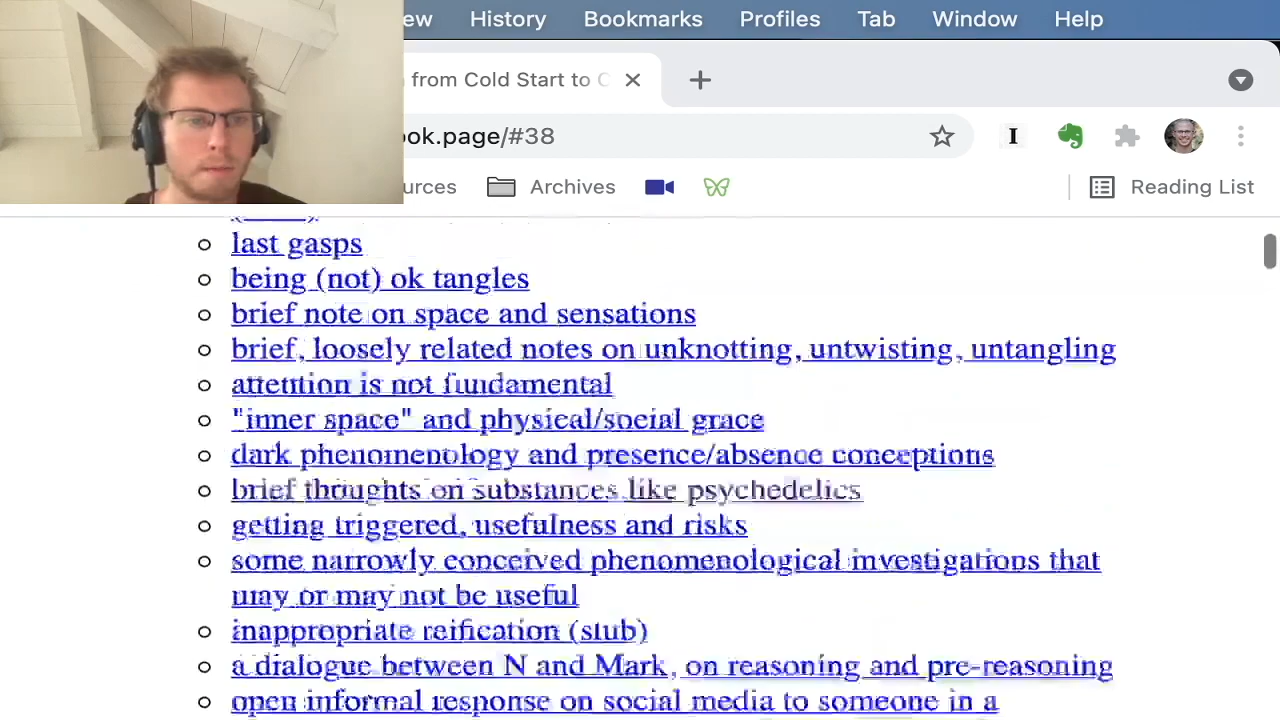 ew History Bookmarks Profiles Tab Window Help
from Cold Start to C
ok.page/#38
urces Archives Reading List
last gasps
being (not) ok tangles
brief note on space and sensations
brief, loosely related notes on unknotting, untwisting, untangling
attention is not fundamental
"inner space" and physical/social grace
dark phenomenology and presence/absence conceptions
brief thoughts on substances like psychedelics
getting triggered, usefulness and risks
some narrowly conceived phenomenological investigations that
may or may not be useful
inappropriate reification (stub)
a dialogue between N and Mark, on reasoning and pre-reasoning
open informal response on social media to someone in a